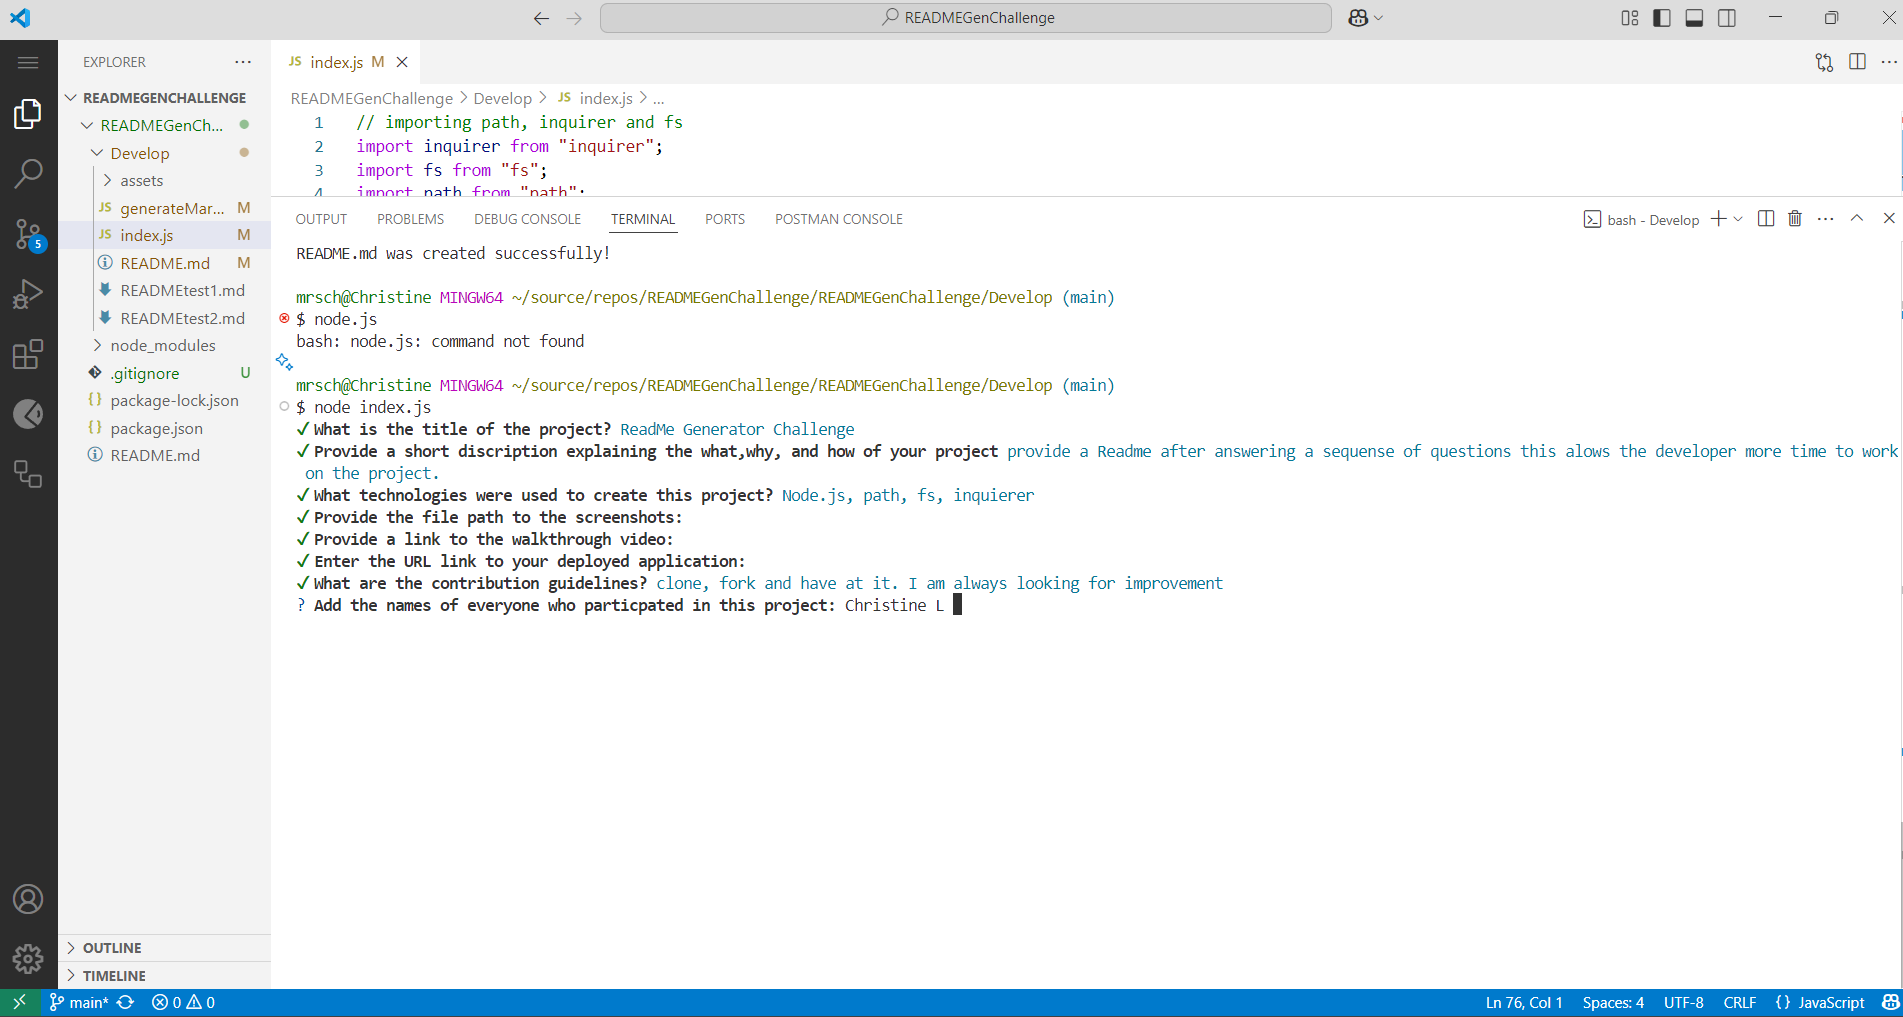 READMEGenChallenge
EXPLORER
READMEGENCHALLENGE
READMEGenCh...
Develop
assets
JS generateMar... M
JS index.js M
README.md M
READMEtest1.md
READMEtest2.md
node_modules
.gitignore U
{} package-lock.json
{} package.json
README.md
OUTLINE
TIMELINE
5
JS index.js M
READMEGenChallenge > Develop > JS index.js > ...
1 // importing path, inquirer and fs
2 import inquirer from "inquirer";
3 import fs from "fs";
4 import path from "path";
OUTPUT PROBLEMS DEBUG CONSOLE TERMINAL PORTS POSTMAN CONSOLE
bash - Develop
README.md was created successfully!
mrsch@Christine MINGW64 ~/source/repos/READMEGenChallenge/READMEGenChallenge/Develop (main)
$ node.js
bash: node.js: command not found
mrsch@Christine MINGW64 ~/source/repos/READMEGenChallenge/READMEGenChallenge/Develop (main)
$ node index.js
✓ What is the title of the project? ReadMe Generator Challenge
✓ Provide a short discription explaining the what,why, and how of your project provide a Readme after answering a sequense of questions this alows the developer more time to work
on the project.
✓ What technologies were used to create this project? Node.js, path, fs, inquierer
✓ Provide the file path to the screenshots:
✓ Provide a link to the walkthrough video:
✓ Enter the URL link to your deployed application:
✓ What are the contribution guidelines? clone, fork and have at it. I am always looking for improvement
? Add the names of everyone who particpated in this project: Christine L
main* 0 0
Ln 76, Col 1 Spaces: 4 UTF-8 CRLF {} JavaScript